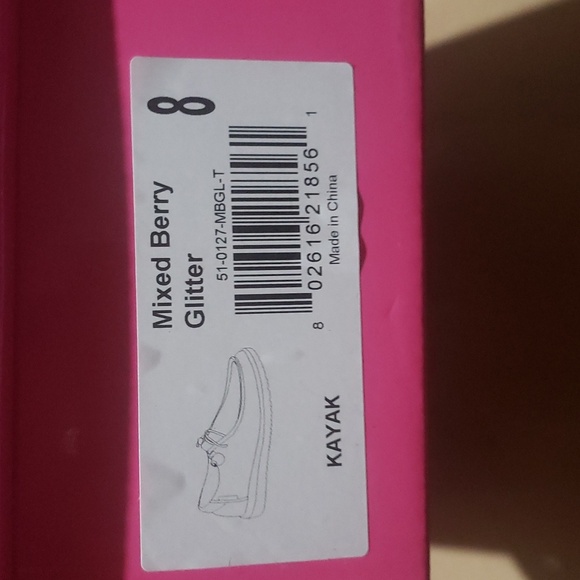 Mixed Berry
Glitter
8
51-0127-MBGL-T
8 02616 21856 1
Made in China
KAYAK